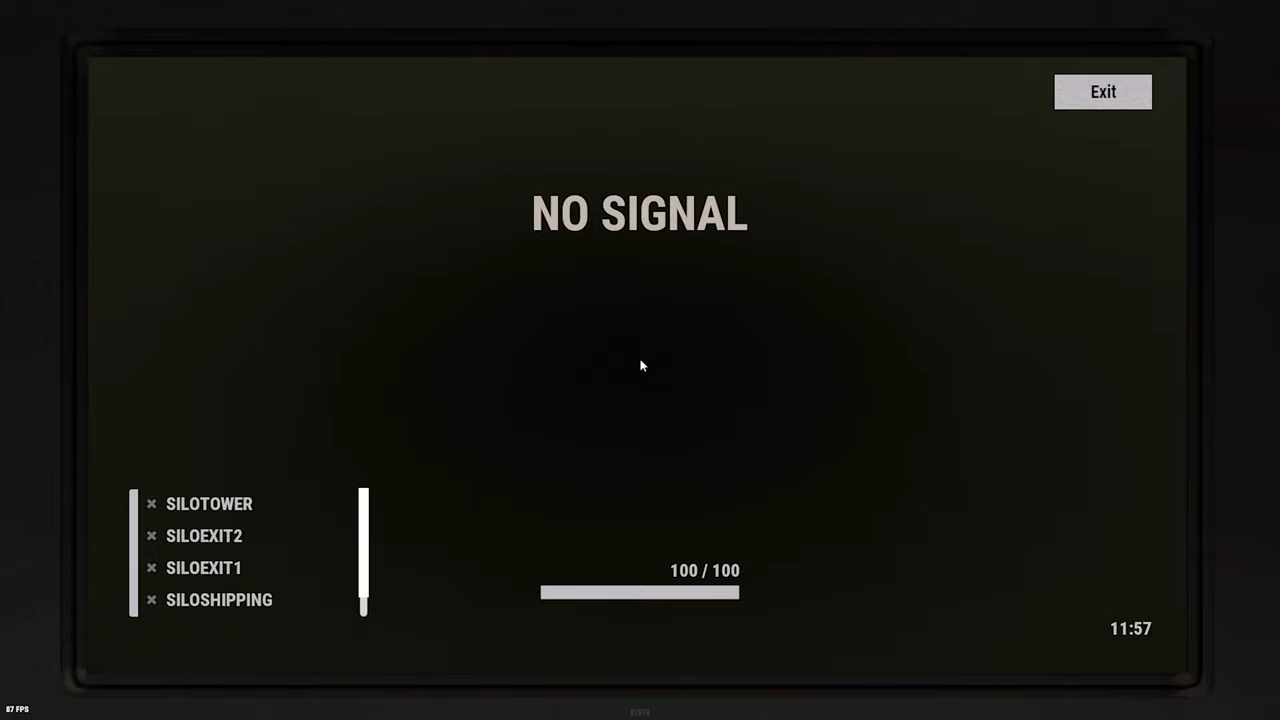 Exit
NO SIGNAL
× SILOTOWER
× SILOEXIT2
× SILOEXIT1
× SILOSHIPPING
100 / 100
11:57
87 FPS